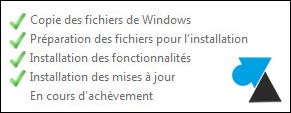 Copie des fichiers de Windows
Préparation des fichiers pour l'installation
Installation des fonctionnalités
Installation des mises à jour
En cours d'achèvement